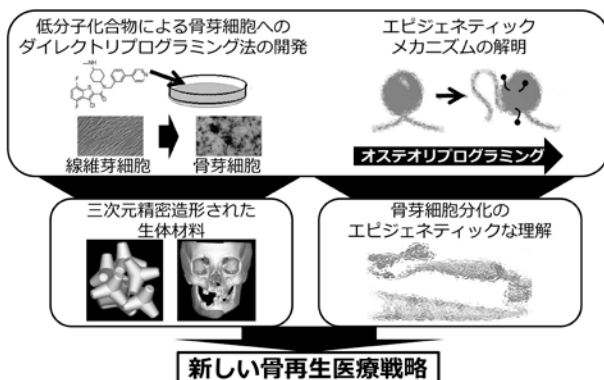 低分子化合物による骨芽細胞への
ダイレクトリプログラミング法の開発
エピジェネティック
メカニズムの解明
線維芽細胞
骨芽細胞
オステオリプログラミング
三次元精密造形された
生体材料
骨芽細胞分化の
エピジェネティックな理解
新しい骨再生医療戦略